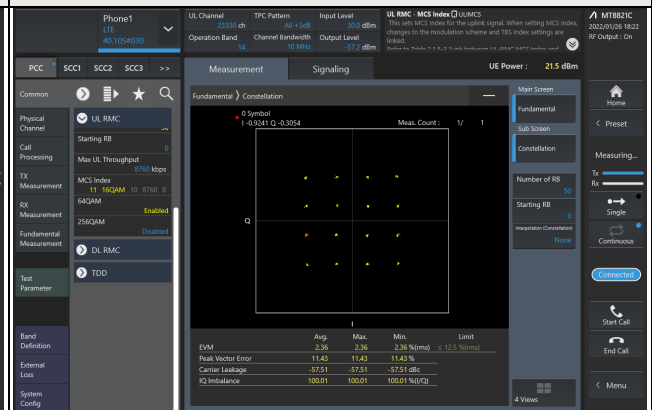 Phone1
LTE
40.10S#030
UL Channel
23330 ch
TPC Pattern
All +3dB
Input Level
30.0 dBm
Operation Band
14
Channel Bandwidth
10 MHz
Output Level
-57.2 dBm
UL RMC - MCS Index ULIMCS
This sets MCS Index for the uplink signal. When setting MCS Index,
changes to the modulation scheme and TBS Index settings are
linked.
MT8821C
2022/01/26 18:22
RF Output : On
PCC
SCC1
SCC2
SCC3
>>
Measurement
Signaling
UE Power : 21.5 dBm
Common
Physical
Channel
Call
Processing
TX
Measurement
RX
Measurement
Fundamental
Measurement
Test
Parameter
Band
Definition
External
Loss
System
Config
UL RMC
Starting RB
0
Max UL Throughput
8760 kbps
MCS Index
11 16QAM 10 8760 8
64QAM
Enabled
256QAM
Disabled
DL RMC
TDD
Fundamental 〉 Constellation
0 Symbol
I -0.9241 Q -0.3054
Meas. Count : 1/ 1
Q
I
Avg. Max. Min. Limit
EVM 2.36 2.36 2.36 %(rms) ≤ 12.5 %(rms)
Peak Vector Error 11.43 11.43 11.43 %
Carrier Leakage -57.51 -57.51 -57.51 dBc
IQ Imbalance 100.01 100.01 100.01 %(I/Q)
Main Screen
Fundamental
Sub Screen
Constellation
Number of RB
50
Starting RB
0
Interpolation (Constellation)
None
4 Views
Home
< Preset
Measuring...
Tx
Rx
Single
Continuous
Connected
Start Call
End Call
< Menu